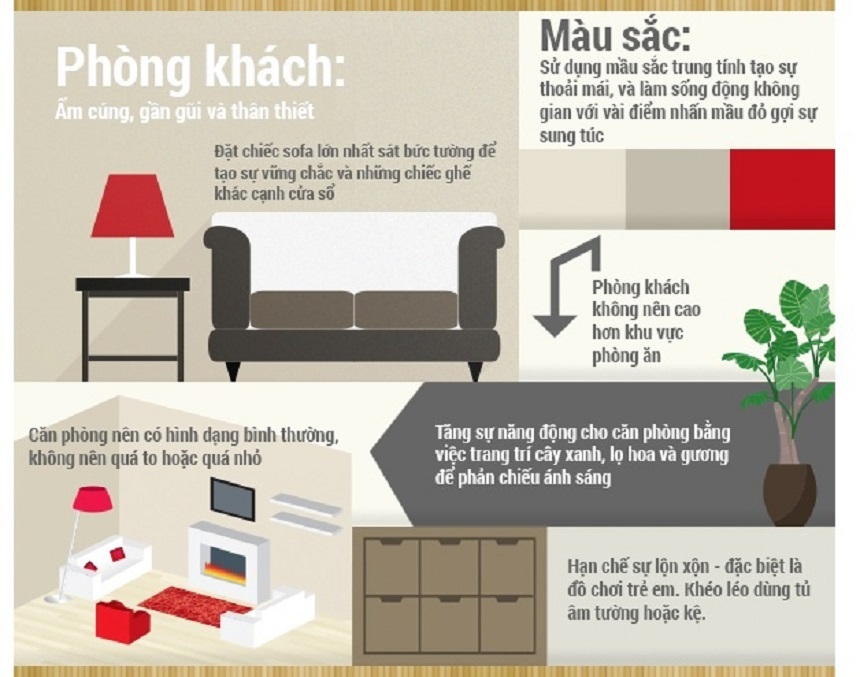 Phòng khách:
Ấm cúng, gần gũi và thân thiết
Đặt chiếc sofa lớn nhất sát bức tường để
tạo sự vững chắc và những chiếc ghế
khác cạnh cửa sổ
Màu sắc:
Sử dụng mầu sắc trung tính tạo sự
thoải mái, và làm sống động không
gian với vài điểm nhấn mầu đỏ gợi sự
sung túc
Phòng khách
không nên cao
hơn khu vực
phòng ăn
Căn phòng nên có hình dạng bình thường,
không nên quá to hoặc quá nhỏ
Tăng sự năng động cho căn phòng bằng
việc trang trí cây xanh, lọ hoa và gương
để phản chiếu ánh sáng
Hạn chế sự lộn xộn - đặc biệt là
đồ chơi trẻ em. Khéo léo dùng tủ
âm tường hoặc kệ.